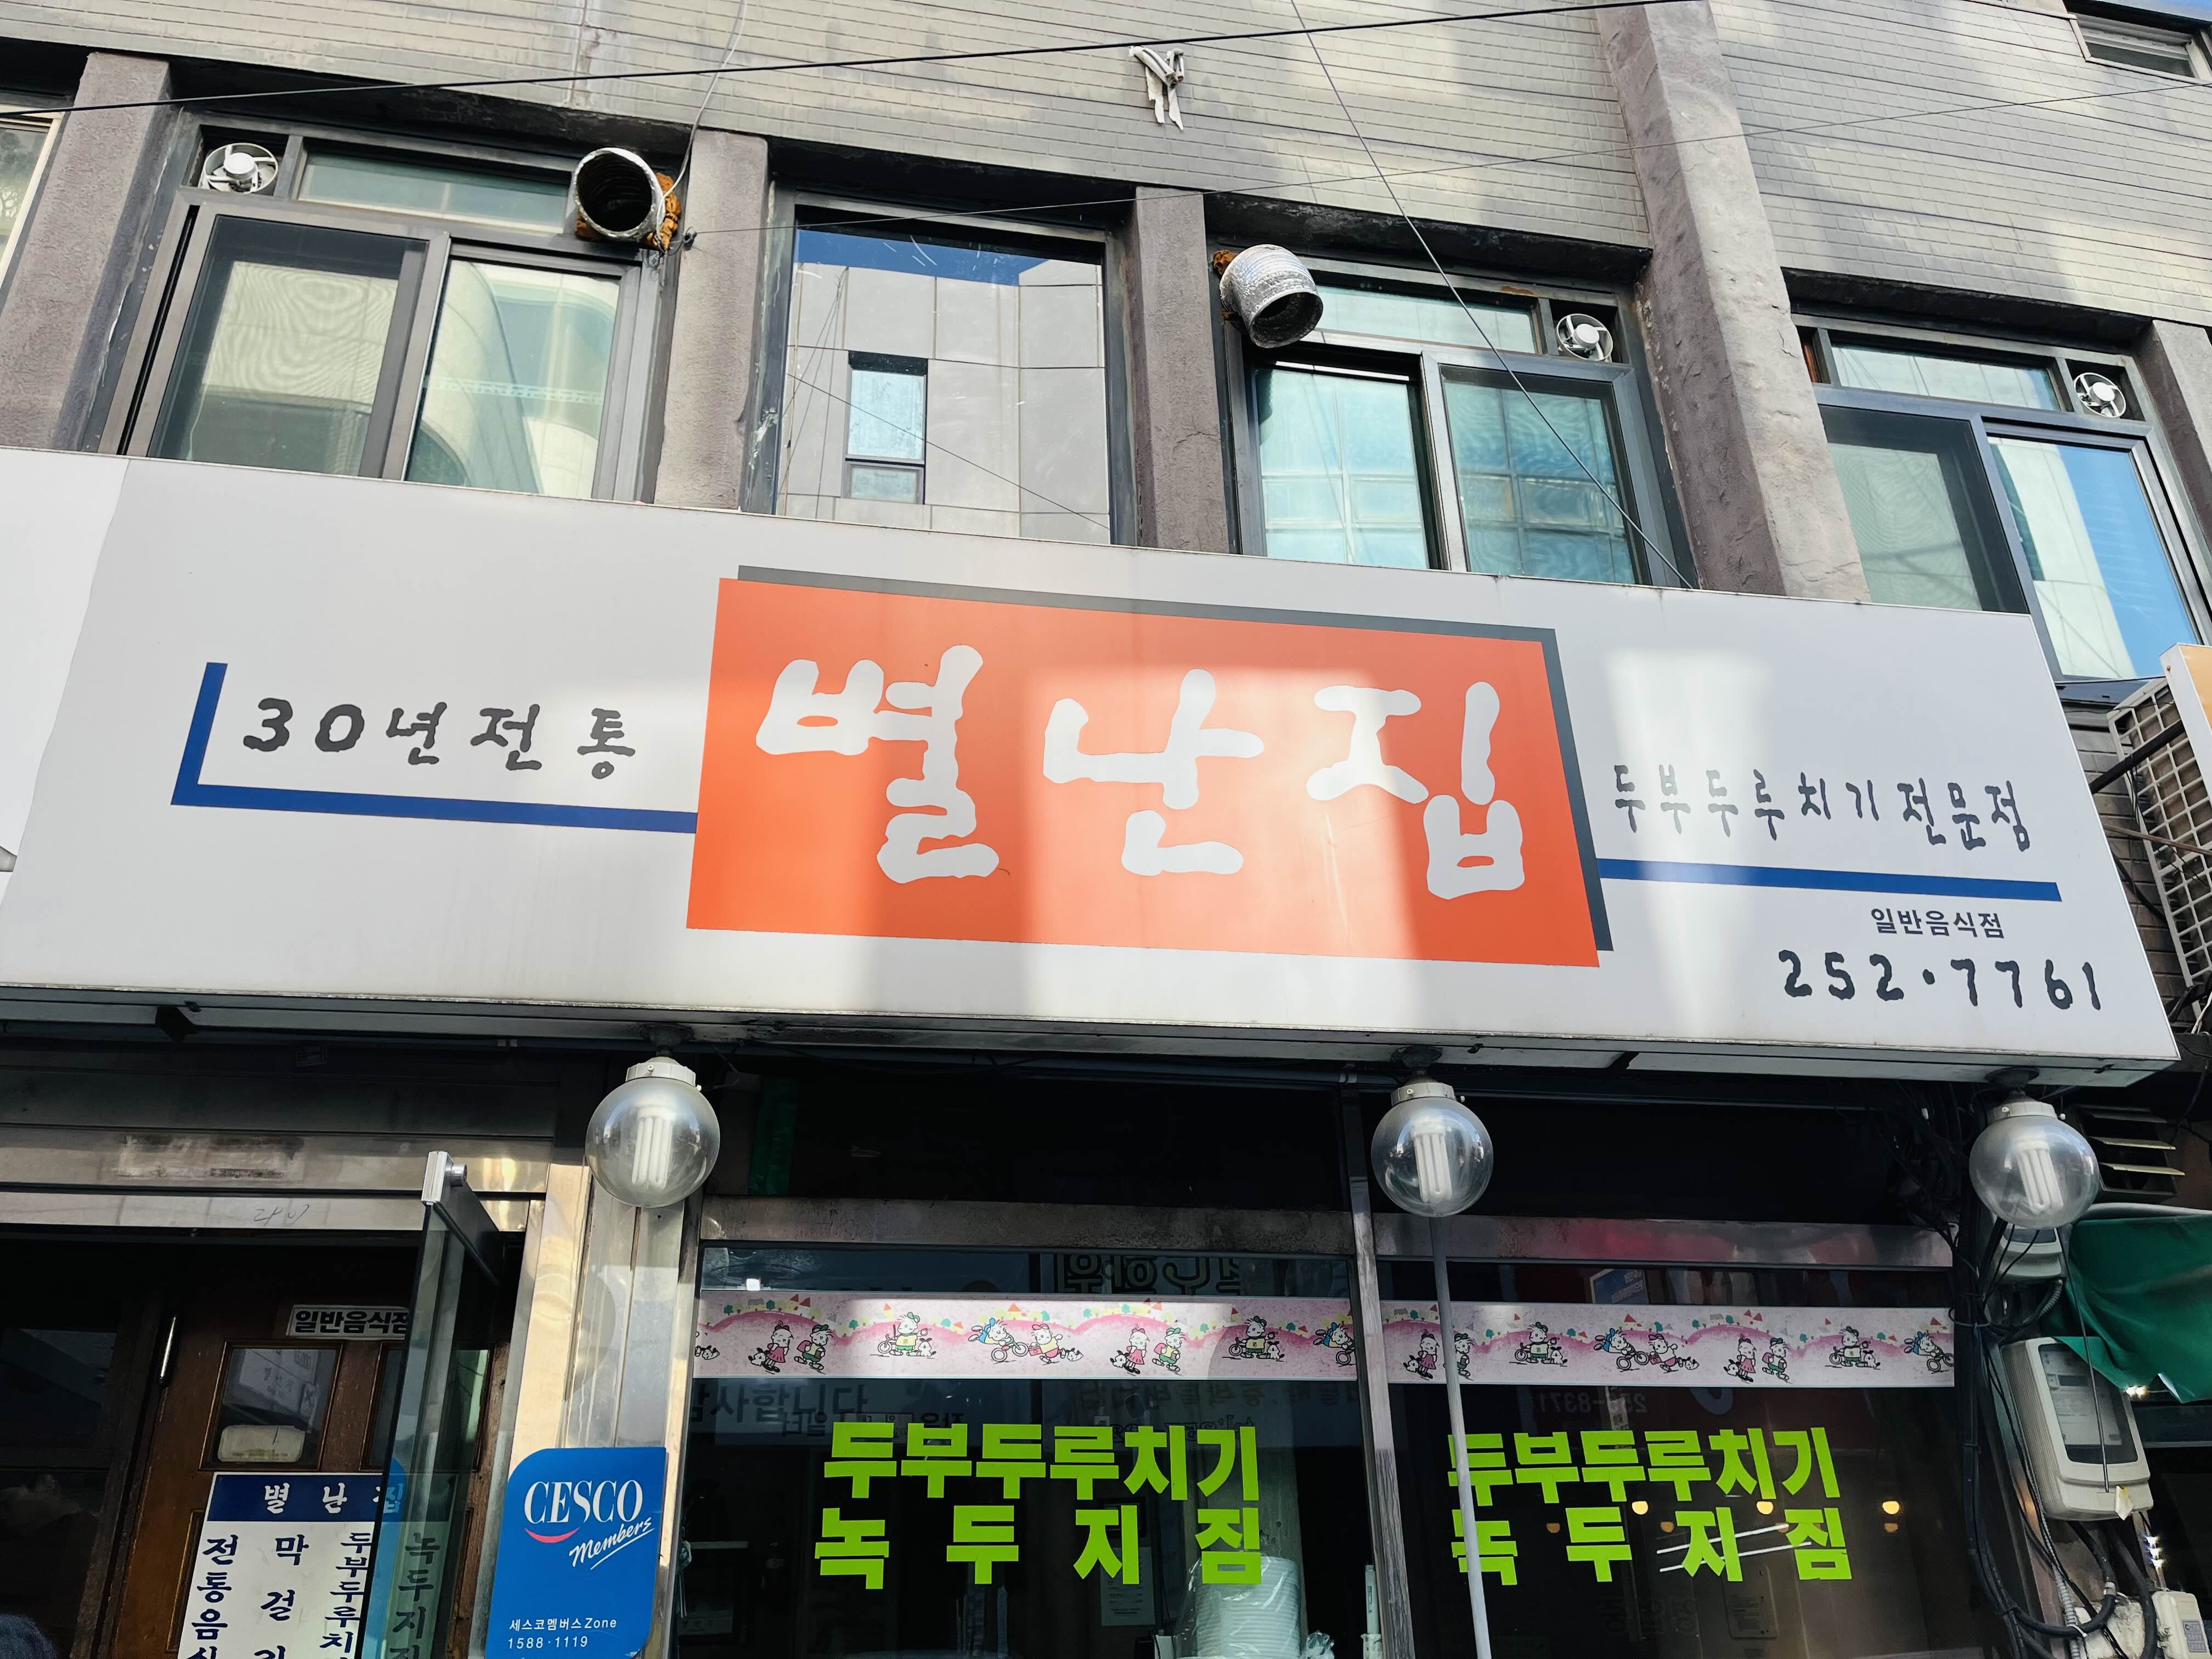 30년전통
별난집
두부두루치기 전문점
일반음식점
252·7761
일반음식점
별난집
전통음식
막걸리
두부두루치
녹두지
CESCO
Members
세스코멤버스Zone
1588·1119
두부두루치기
녹두지짐
두부두루치기
녹두지짐